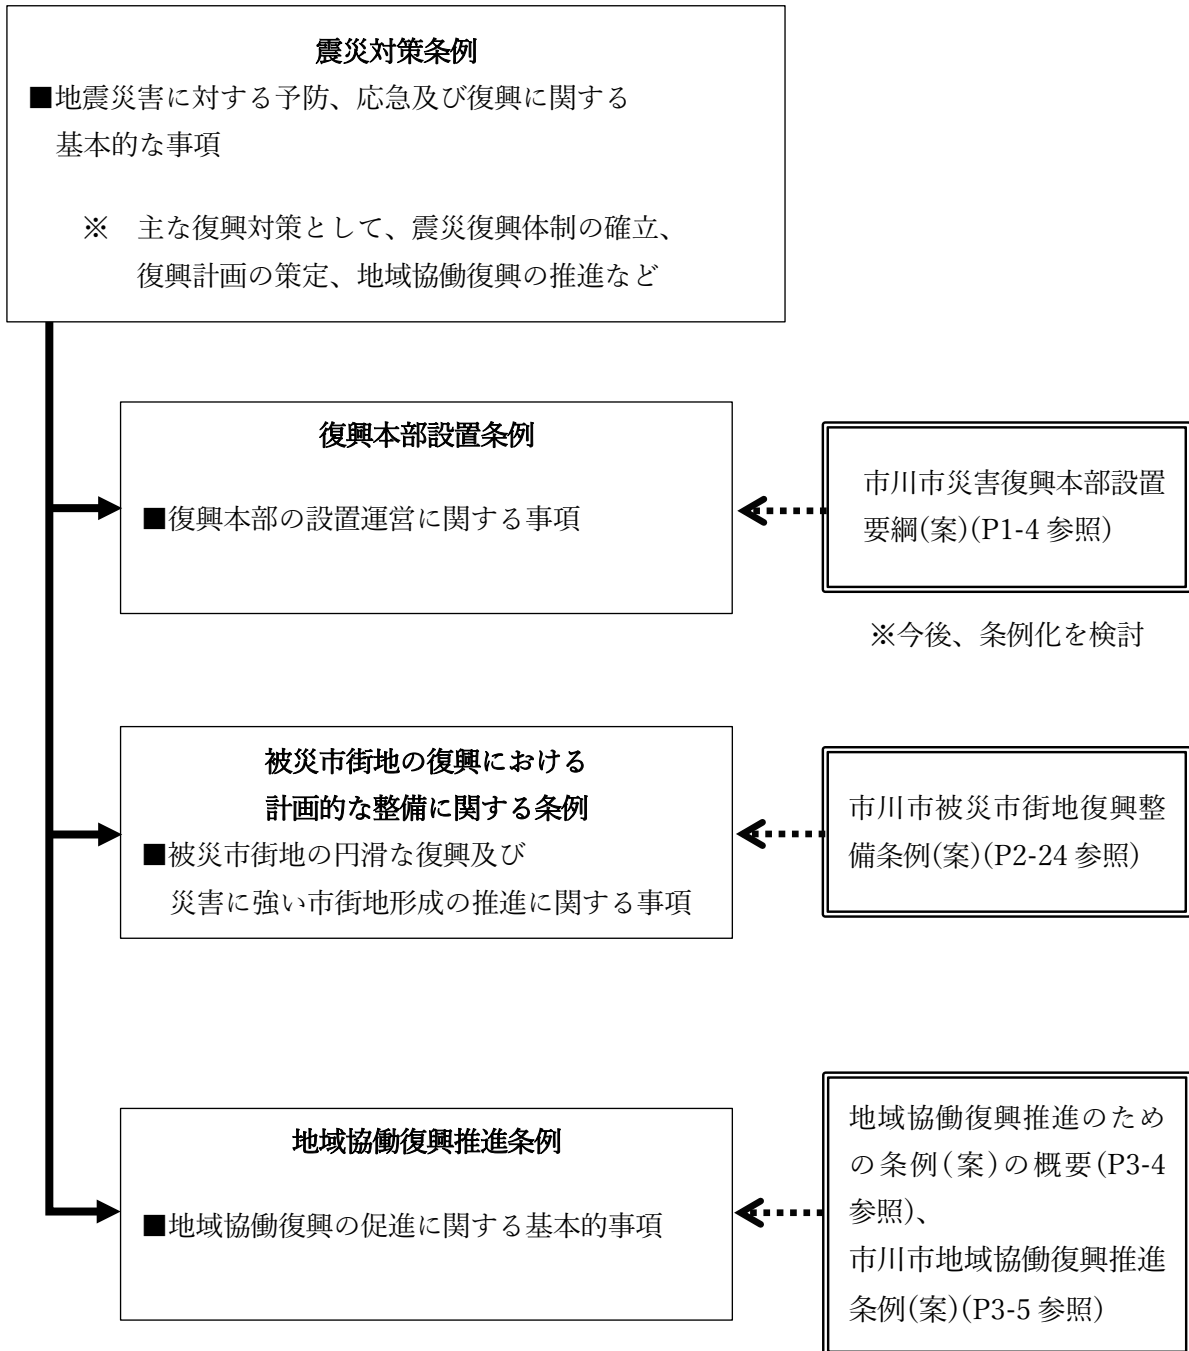 震災対策条例
■地震災害に対する予防、応急及び復興に関する
基本的な事項
※　主な復興対策として、震災復興体制の確立、
復興計画の策定、地域協働復興の推進など
復興本部設置条例
■復興本部の設置運営に関する事項
市川市災害復興本部設置
要綱(案)(P1-4 参照)
※今後、条例化を検討
被災市街地の復興における
計画的な整備に関する条例
■被災市街地の円滑な復興及び
災害に強い市街地形成の推進に関する事項
市川市被災市街地復興整
備条例(案)(P2-24 参照)
地域協働復興推進条例
■地域協働復興の促進に関する基本的事項
地域協働復興推進のため
の条例(案)の概要(P3-4
参照)、
市川市地域協働復興推進
条例(案)(P3-5 参照)